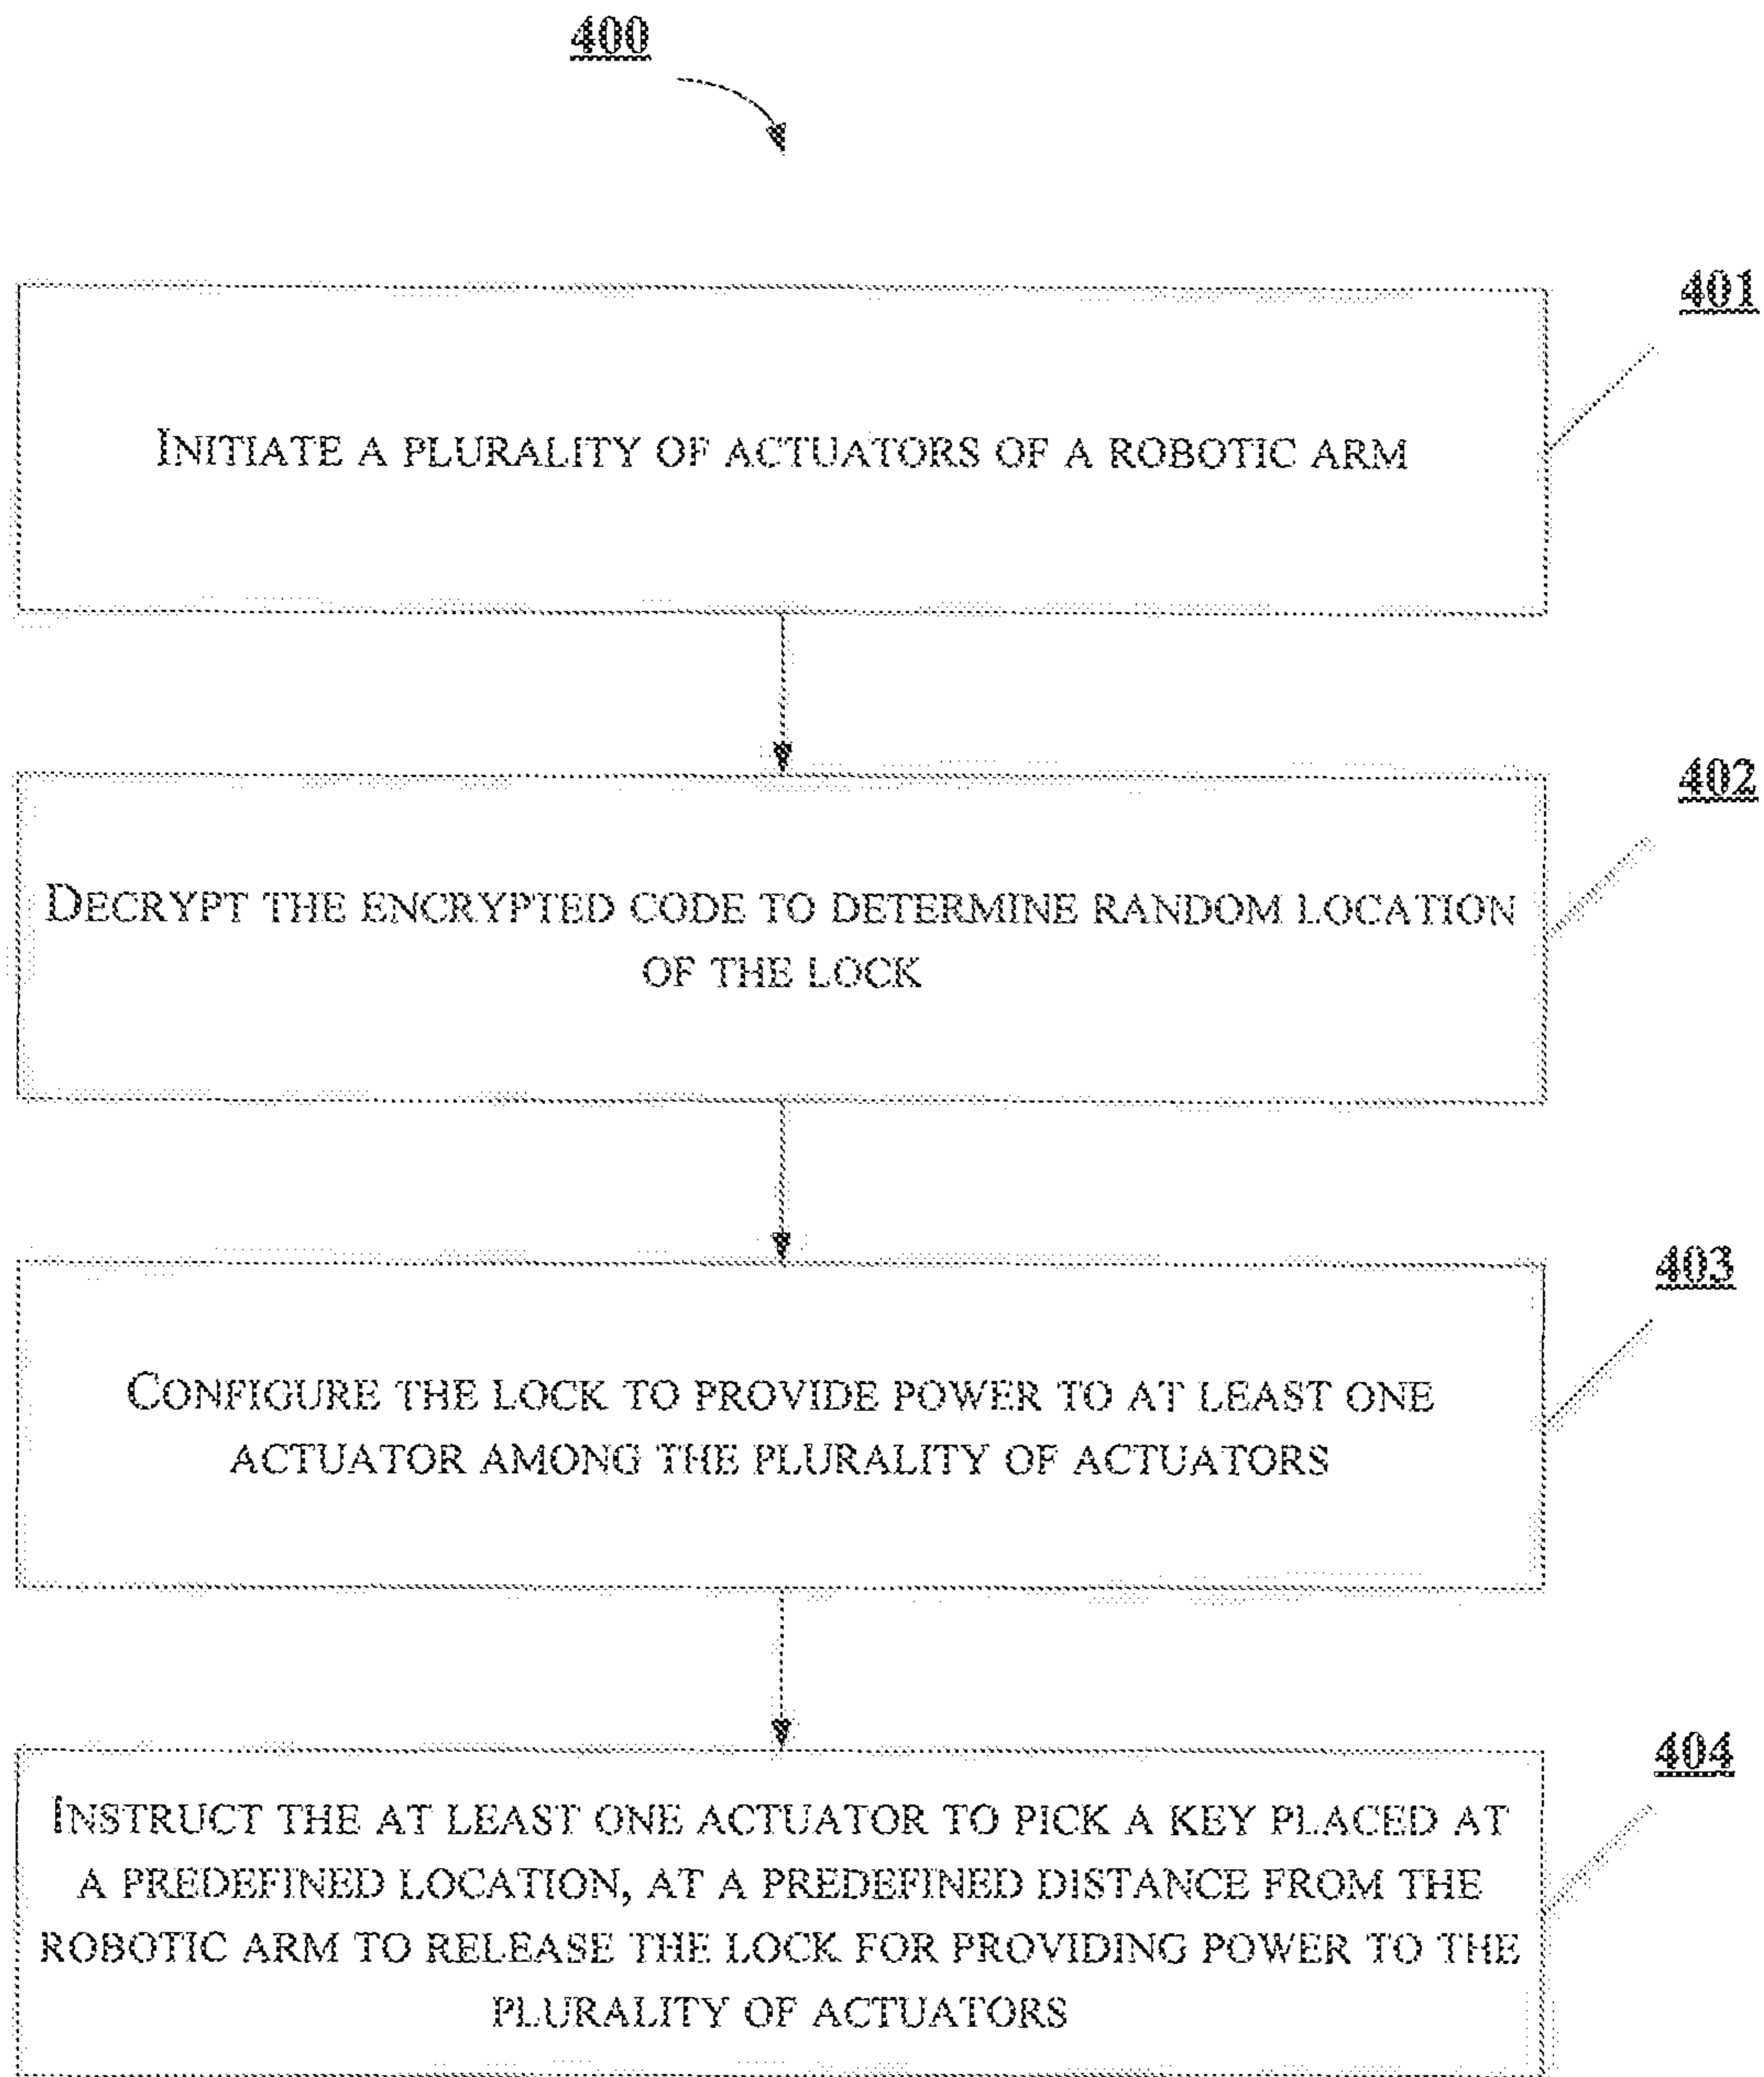 400
401
INITIATE A PLURALITY OF ACTUATORS OF A ROBOTIC ARM
402
DECRYPT THE ENCRYPTED CODE TO DETERMINE RANDOM LOCATION
OF THE LOCK
403
CONFIGURE THE LOCK TO PROVIDE POWER TO AT LEAST ONE
ACTUATOR AMONG THE PLURALITY OF ACTUATORS
404
INSTRUCT THE AT LEAST ONE ACTUATOR TO PICK A KEY PLACED AT
A PREDEFINED LOCATION, AT A PREDEFINED DISTANCE FROM THE
ROBOTIC ARM TO RELEASE THE LOCK FOR PROVIDING POWER TO THE
PLURALITY OF ACTUATORS